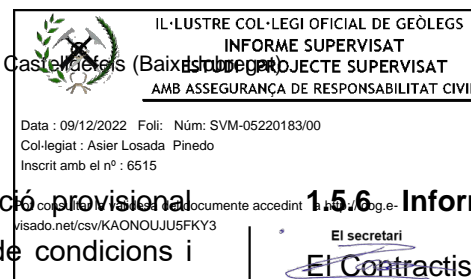 IL·LUSTRE COL·LEGI OFICIAL DE GEÒLEGS
INFORME SUPERVISAT
Castelldefels (Baix Llobregat).
ESTUDI O PROJECTE SUPERVISAT
AMB ASSEGURANÇA DE RESPONSABILITAT CIVIL
Data : 09/12/2022 Foli: Núm: SVM-05220183/00
Col·legiat : Asier Losada Pinedo
Inscrit amb el nº : 6515
ció provisional
1.5.6 Inform
Per consultar la validesa del documente accedint a http://cog.e-
visado.net/csv/KAONOUJU5FKY3
El secretari
de condicions i
El Contractis